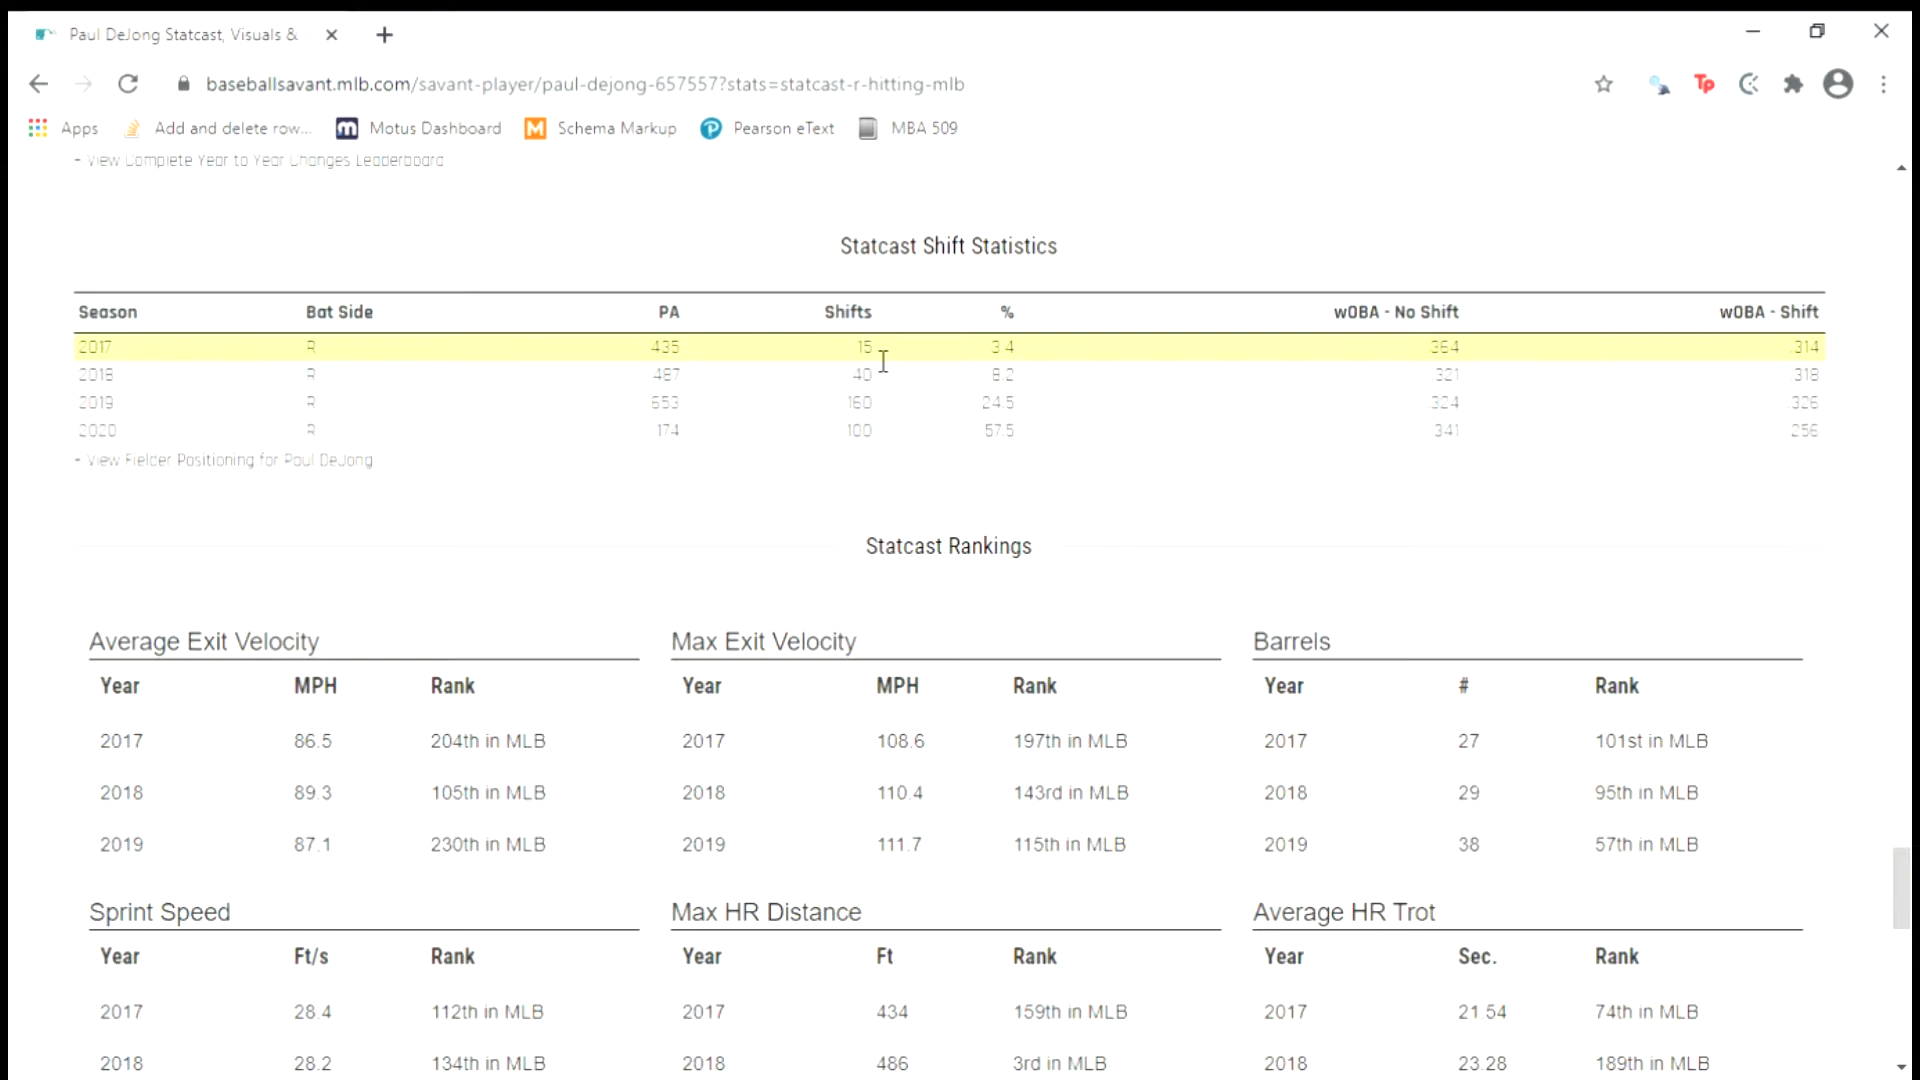 Paul DeJong Statcast, Visuals &
baseballsavant.mlb.com/savant-player/paul-dejong-657557?stats=statcast-r-hitting-mlb
Tp
Apps Add and delete row... Motus Dashboard M Schema Markup P Pearson eText MBA 509
- View Complete Year to Year Changes Leaderboard
Statcast Shift Statistics
Season Bat Side PA Shifts % wOBA - No Shift wOBA - Shift
2017 R 435 15 3.4 .364 .314
2018 R 487 40 8.2 .321 .318
2019 R 653 160 24.5 .324 .326
2020 R 174 100 57.5 .341 .256
- View Fielder Positioning for Paul DeJong
Statcast Rankings
Average Exit Velocity Max Exit Velocity Barrels
Year MPH Rank Year MPH Rank Year # Rank
2017 86.5 204th in MLB 2017 108.6 197th in MLB 2017 27 101st in MLB
2018 89.3 105th in MLB 2018 110.4 143rd in MLB 2018 29 95th in MLB
2019 87.1 230th in MLB 2019 111.7 115th in MLB 2019 38 57th in MLB
Sprint Speed Max HR Distance Average HR Trot
Year Ft/s Rank Year Ft Rank Year Sec. Rank
2017 28.4 112th in MLB 2017 434 159th in MLB 2017 21.54 74th in MLB
2018 28.2 134th in MLB 2018 486 3rd in MLB 2018 23.28 189th in MLB